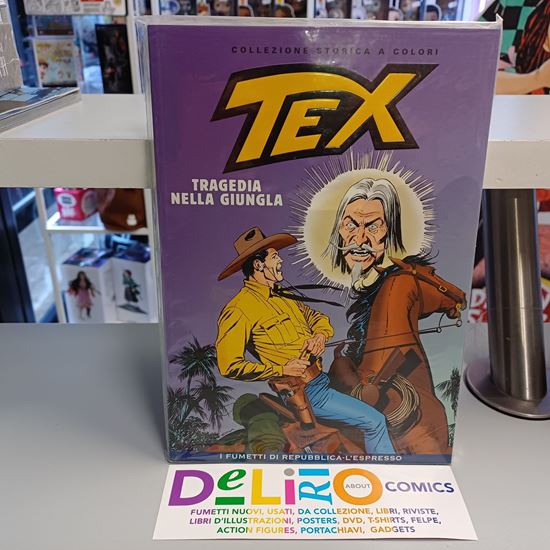 COLLEZIONE STORICA A COLORI
TEX
TRAGEDIA
NELLA GIUNGLA
I FUMETTI DI REPUBBLICA-L'ESPRESSO
DeLiRiO
ABOUT
COMICS
FUMETTI NUOVI, USATI, DA COLLEZIONE, LIBRI, RIVISTE,
LIBRI D'ILLUSTRAZIONI, POSTERS, DVD, T-SHIRTS, FELPE,
ACTION FIGURES, PORTACHIAVI, GADGETS